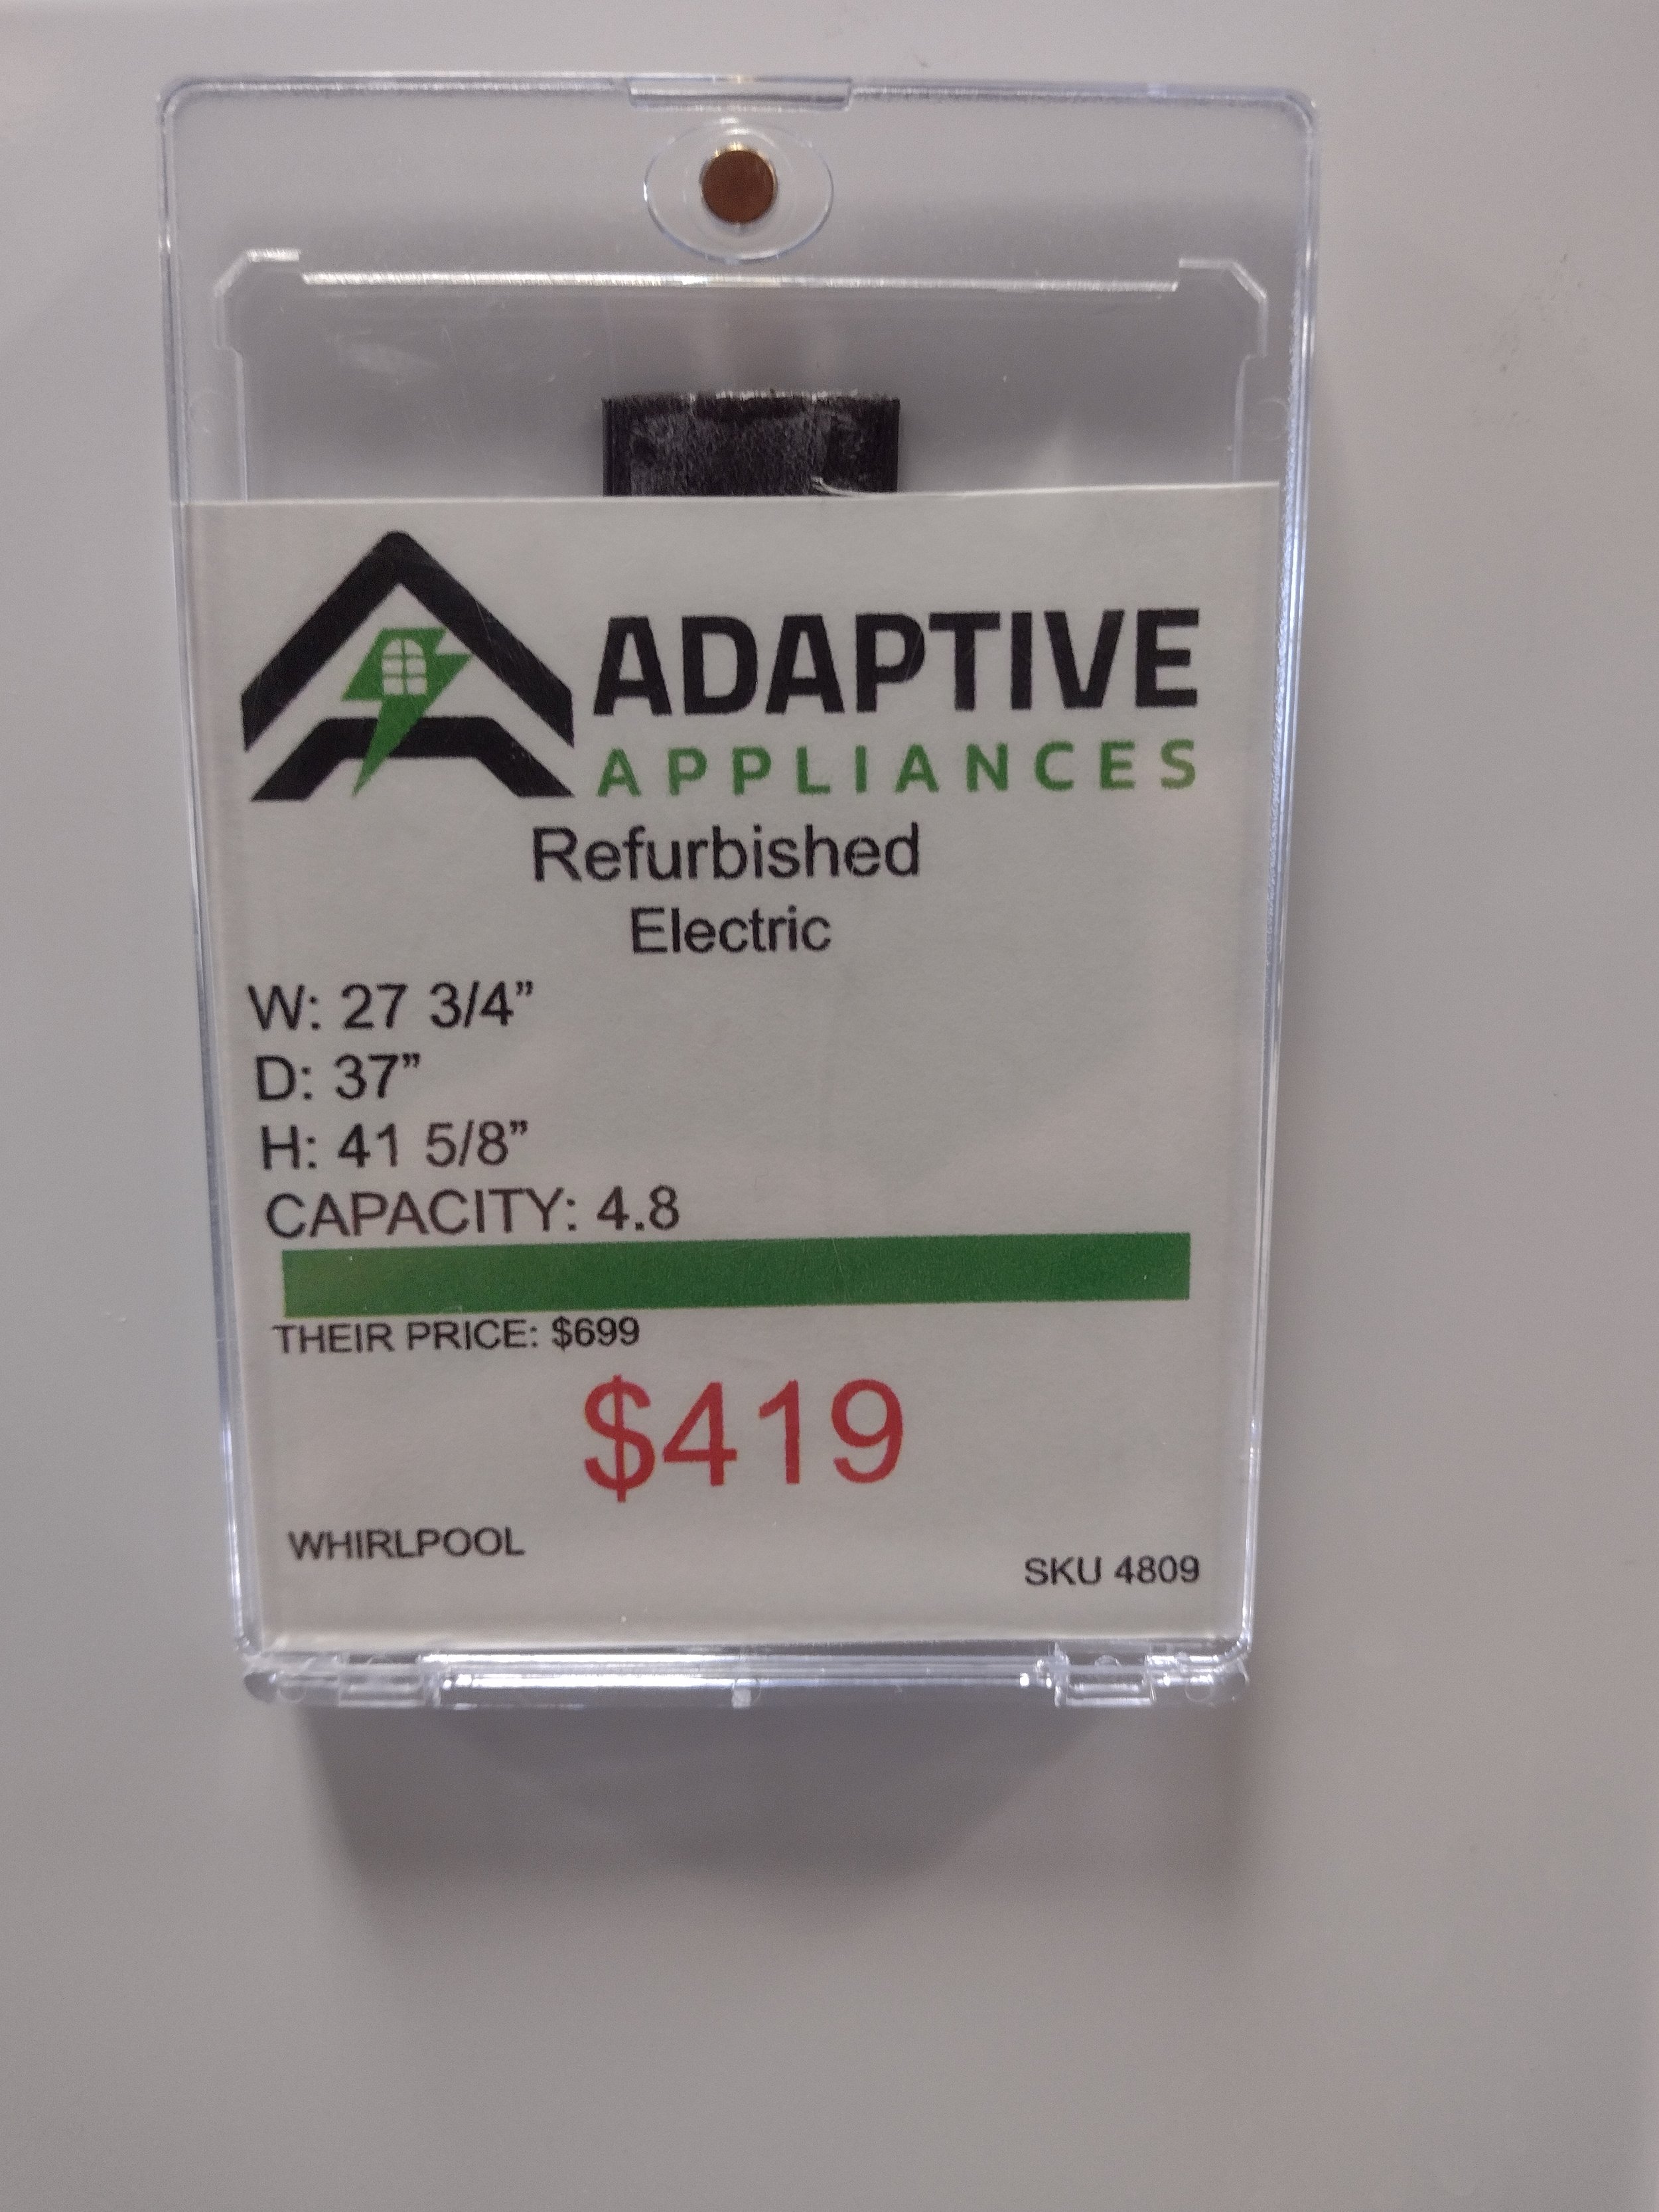 ADAPTIVE
APPLIANCES
Refurbished
Electric
W: 27 3/4”
D: 37”
H: 41 5/8”
CAPACITY: 4.8
THEIR PRICE: $699
$419
WHIRLPOOL
SKU 4809